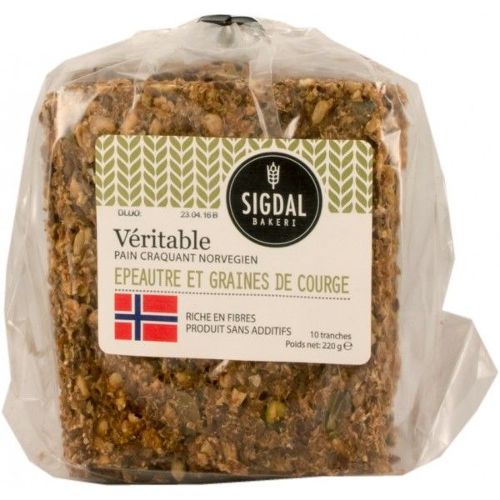 SIGDAL
BAKERI
DLUO: 23.04.16 B
Véritable
PAIN CRAQUANT NORVEGIEN
EPEAUTRE ET GRAINES DE COURGE
RICHE EN FIBRES
PRODUIT SANS ADDITIFS
10 tranches
Poids net: 220 g ℮